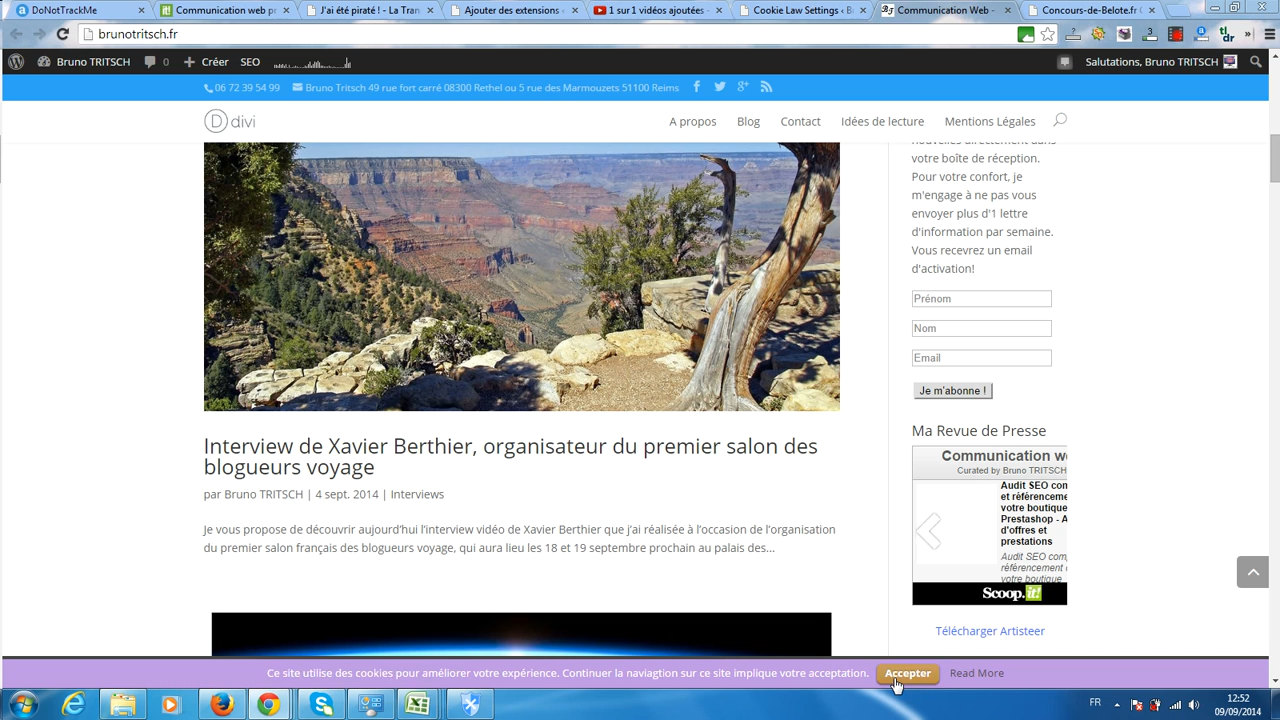 DoNotTrackMe
Communication web pr
J'ai été piraté ! - La Tran
Ajouter des extensions
1 sur 1 vidéos ajoutées
Cookie Law Settings ‹ B
Communication Web -
Concours-de-Belote.fr C
brunotritsch.fr
Bruno TRITSCH 0 Créer SEO
Salutations, Bruno TRITSCH
06 72 39 54 99 Bruno Tritsch 49 rue fort carré 08300 Rethel ou 5 rue des Marmouzets 51100 Reims
D divi
A propos Blog Contact Idées de lecture Mentions Légales
nouvelles directement dans
votre boîte de réception.
Pour votre confort, je
m'engage à ne pas vous
envoyer plus d'1 lettre
d'information par semaine.
Vous recevrez un email
d'activation!
Prénom
Nom
Email
Je m'abonne !
Interview de Xavier Berthier, organisateur du premier salon des
blogueurs voyage
par Bruno TRITSCH | 4 sept. 2014 | Interviews
Je vous propose de découvrir aujourd'hui l'interview vidéo de Xavier Berthier que j'ai réalisée à l'occasion de l'organisation
du premier salon français des blogueurs voyage, qui aura lieu les 18 et 19 septembre prochain au palais des...
Ma Revue de Presse
Communication we
Curated by Bruno TRITSCH
Audit SEO com
et référenceme
votre boutique
Prestashop - A
d'offres et
prestations
Audit SEO com
référencement
votre boutique
Scoop.it!
Télécharger Artisteer
Ce site utilise des cookies pour améliorer votre expérience. Continuer la naviagtion sur ce site implique votre acceptation. Accepter Read More
FR
12:52
09/09/2014